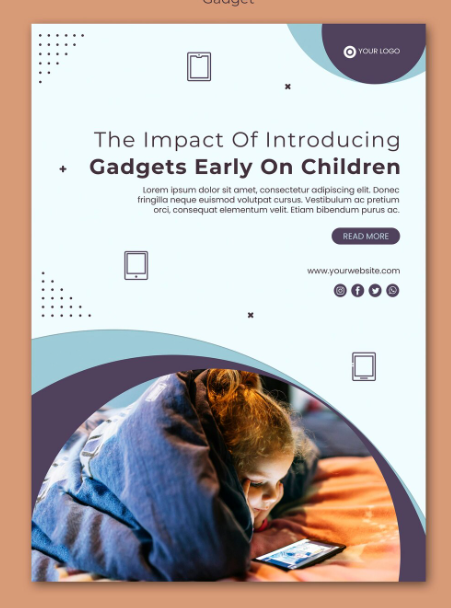 Gadget
YOUR LOGO
The Impact Of Introducing
Gadgets Early On Children
Lorem ipsum dolor sit amet, consectetur adipiscing elit. Donec
fringilla neque euismod volutpat cursus. Vestibulum ac pretium
orci, consequat elementum velit. Etiam bibendum purus ac.
READ MORE
www.yourwebsite.com